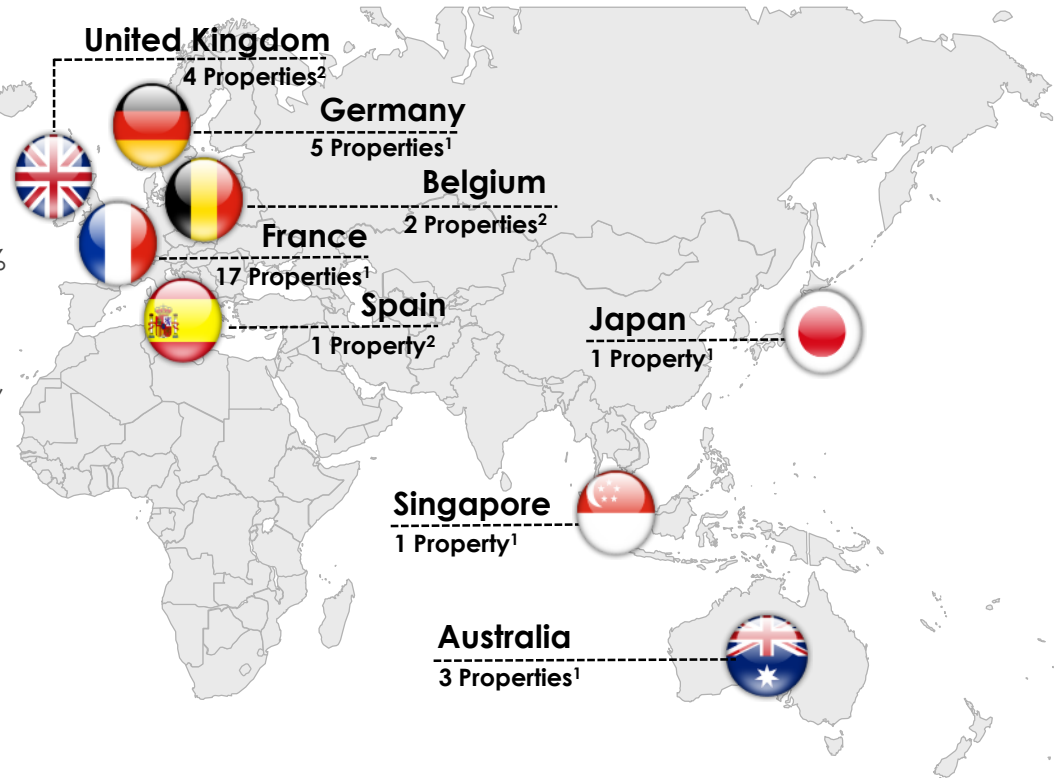 United Kingdom
4 Properties²
Germany
5 Properties¹
Belgium
2 Properties²
%
France
17 Properties¹
Spain
1 Property²
Japan
1 Property¹
Singapore
1 Property¹
Australia
3 Properties¹